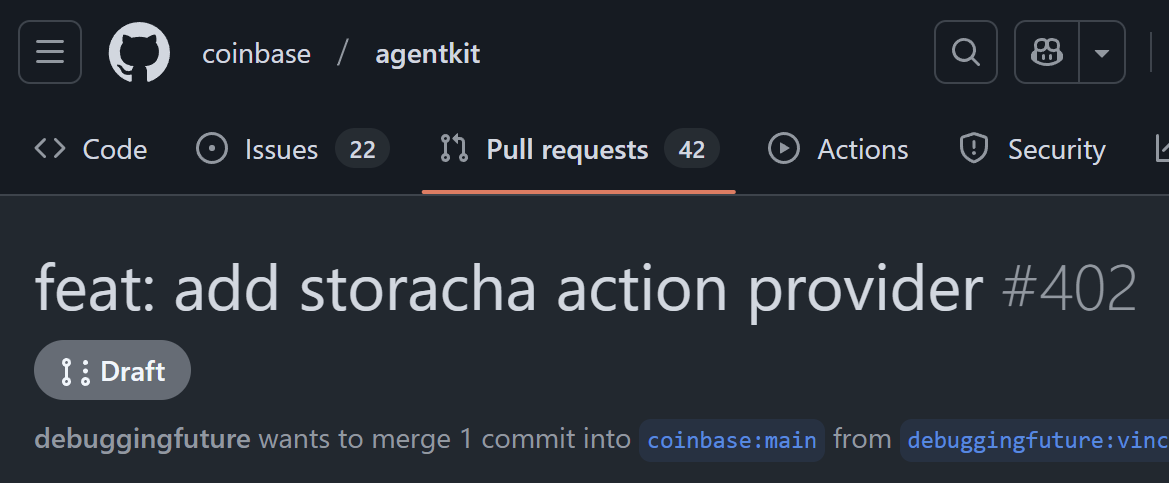 coinbase / agentkit
Code Issues 22 Pull requests 42 Actions Security
feat: add storacha action provider #402
Draft
debuggingfuture wants to merge 1 commit into coinbase:main from debuggingfuture:vinc